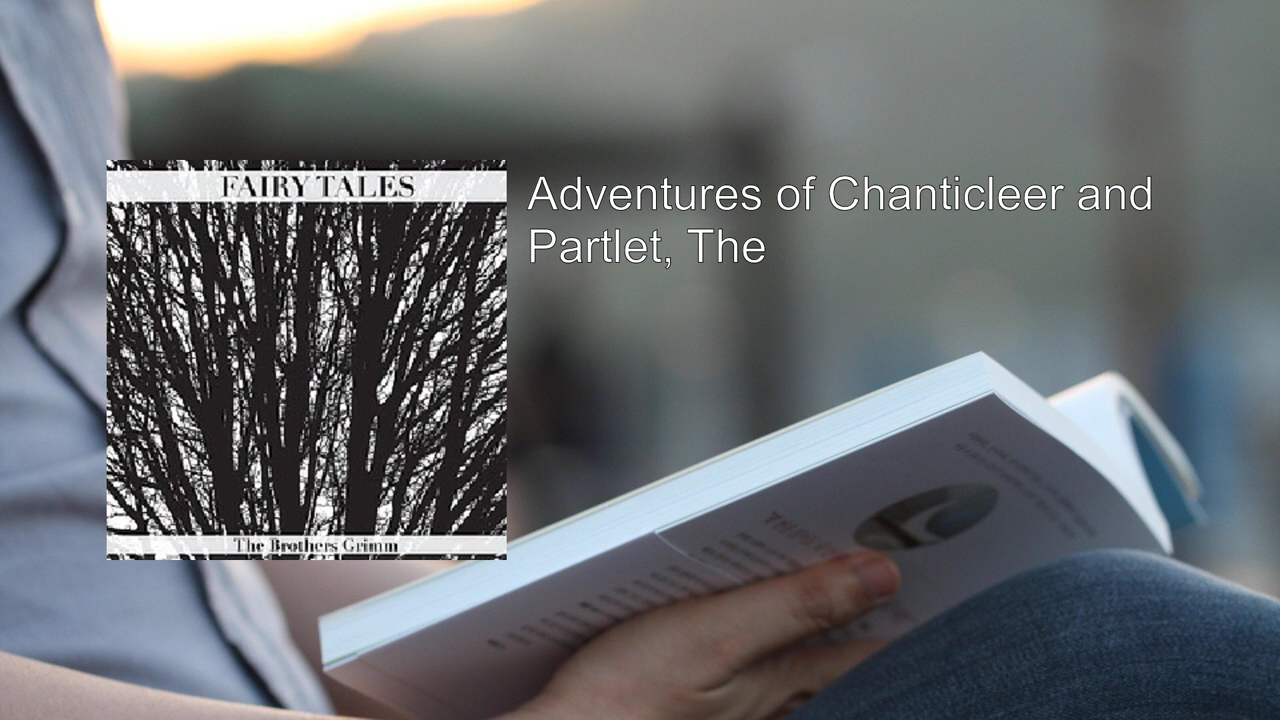 FAIRY TALES
The Brothers Grimm
Adventures of Chanticleer and
Partlet, The